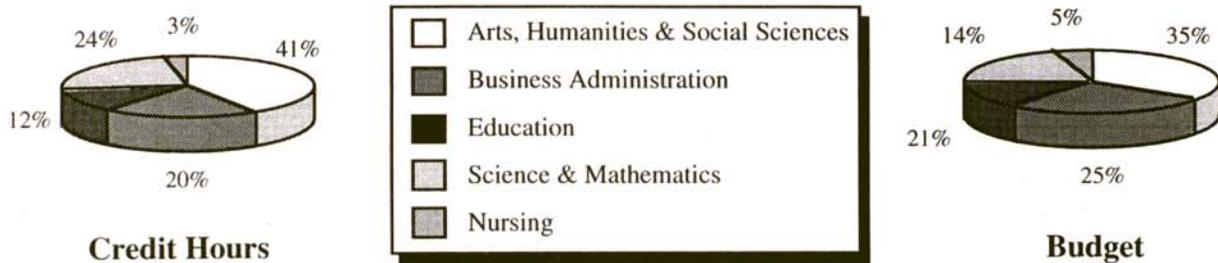 24%
3%
41%
12%
20%
Credit Hours
Arts, Humanities & Social Sciences
Business Administration
Education
Science & Mathematics
Nursing
14%
5%
35%
21%
25%
Budget